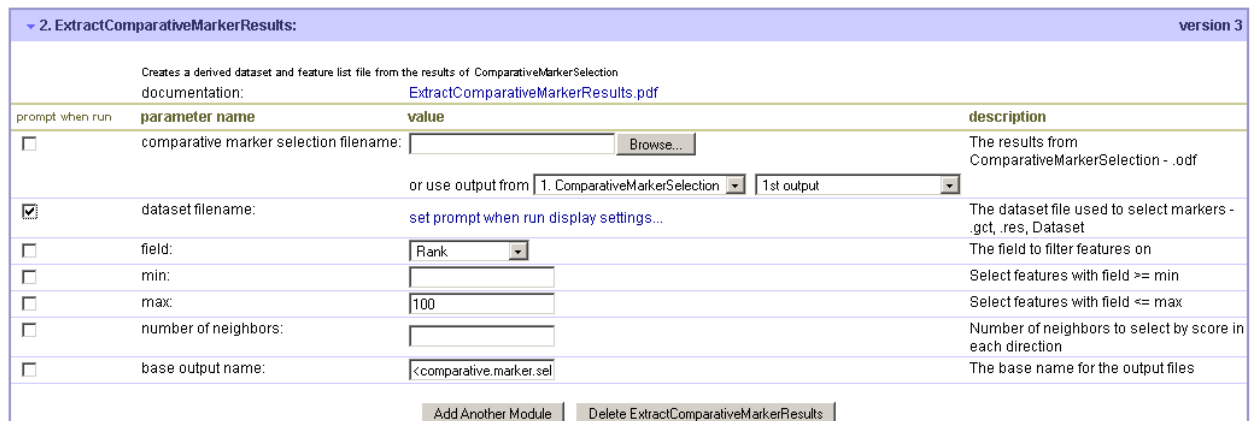 2. ExtractComparativeMarkerResults: version 3
Creates a derived dataset and feature list file from the results of ComparativeMarkerSelection
documentation: ExtractComparativeMarkerResults.pdf
prompt when run parameter name value description
comparative marker selection filename: Browse... The results from
ComparativeMarkerSelection - .odf
or use output from 1. ComparativeMarkerSelection 1st output
dataset filename: set prompt when run display settings... The dataset file used to select markers -
.gct, .res, Dataset
field: Rank The field to filter features on
min: Select features with field >= min
max: 100 Select features with field <= max
number of neighbors: Number of neighbors to select by score in
each direction
base output name: <comparative.marker.sel The base name for the output files
Add Another Module Delete ExtractComparativeMarkerResults